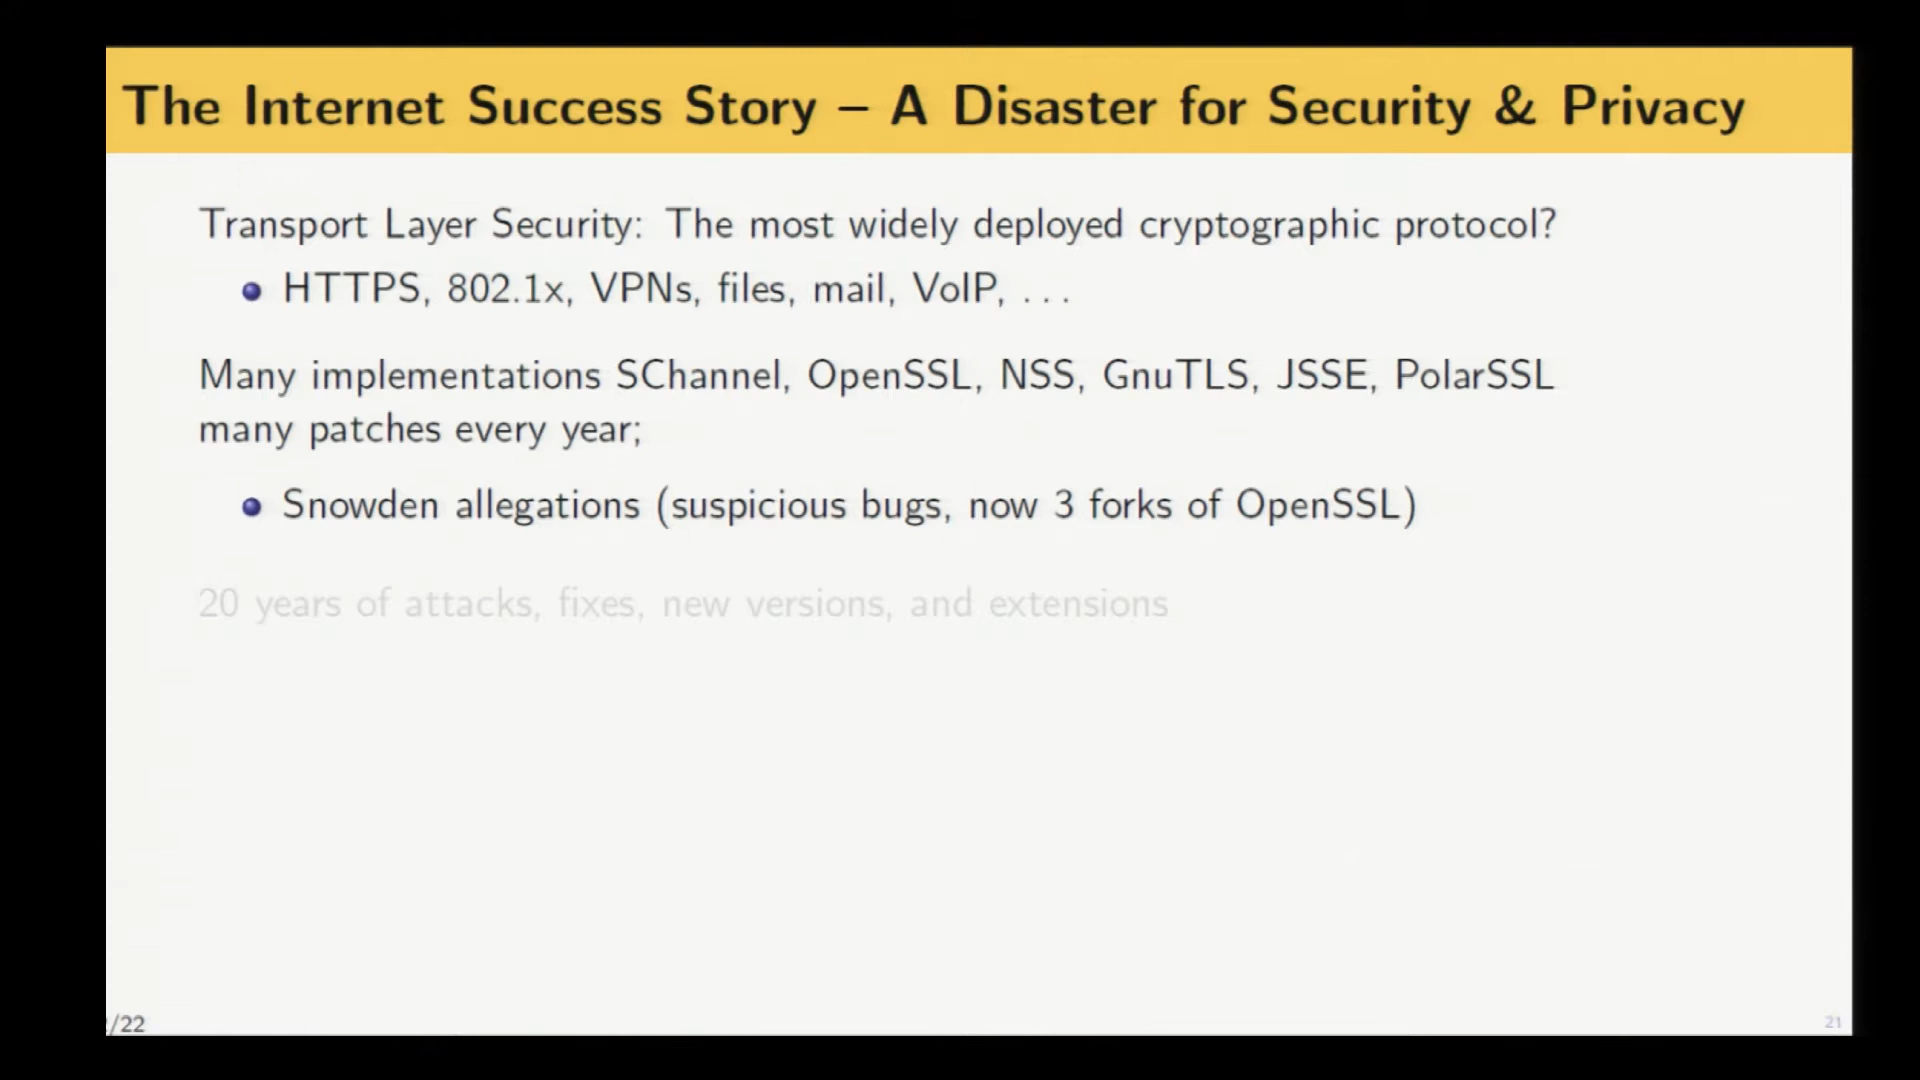 The Internet Success Story – A Disaster for Security & Privacy
Transport Layer Security: The most widely deployed cryptographic protocol?
HTTPS, 802.1x, VPNs, files, mail, VoIP, ...
Many implementations SChannel, OpenSSL, NSS, GnuTLS, JSSE, PolarSSL
many patches every year;
Snowden allegations (suspicious bugs, now 3 forks of OpenSSL)
20 years of attacks, fixes, new versions, and extensions
/22
21